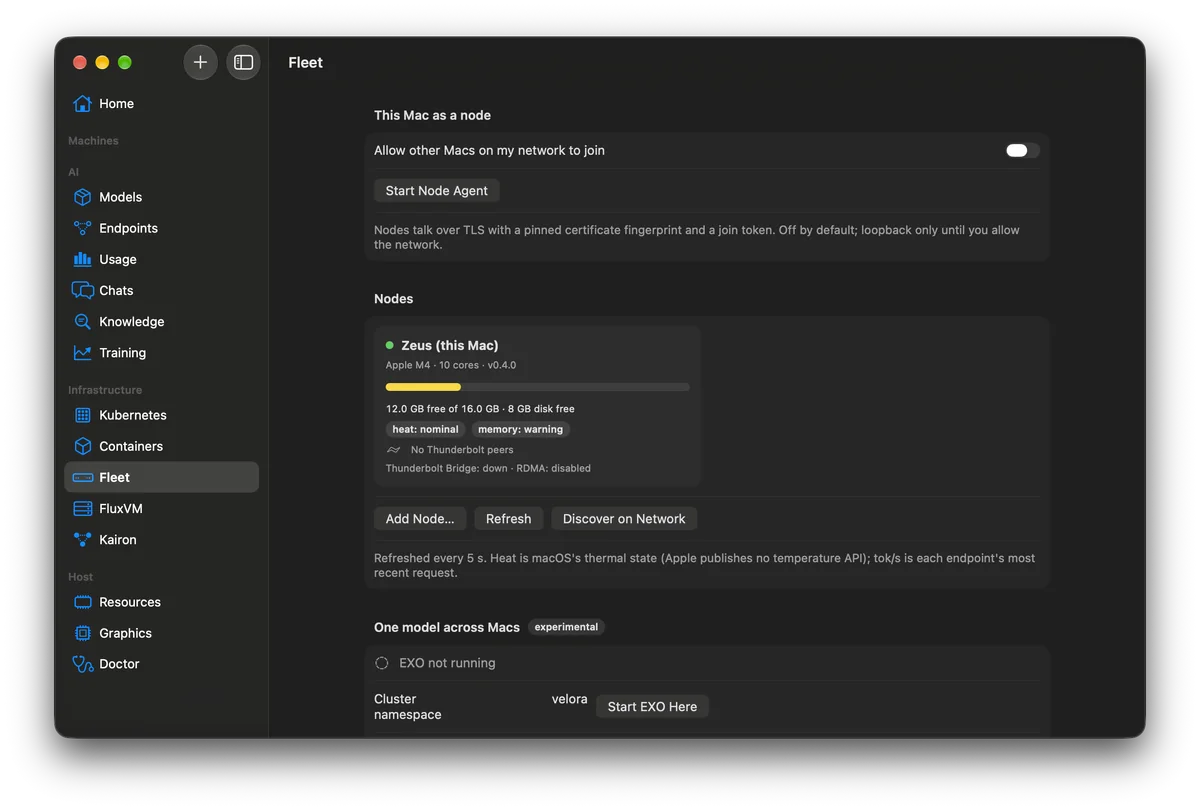 Fleet
Home
Machines
AI
Models
Endpoints
Usage
Chats
Knowledge
Training
Infrastructure
Kubernetes
Containers
Fleet
FluxVM
Kairon
Host
Resources
Graphics
Doctor
This Mac as a node
Allow other Macs on my network to join
Start Node Agent
Nodes talk over TLS with a pinned certificate fingerprint and a join token. Off by default; loopback only until you allow
the network.
Nodes
Zeus (this Mac)
Apple M4 · 10 cores · v0.4.0
12.0 GB free of 16.0 GB · 8 GB disk free
heat: nominal memory: warning
No Thunderbolt peers
Thunderbolt Bridge: down · RDMA: disabled
Add Node... Refresh Discover on Network
Refreshed every 5 s. Heat is macOS's thermal state (Apple publishes no temperature API); tok/s is each endpoint's most
recent request.
One model across Macs experimental
EXO not running
Cluster
namespace
velora Start EXO Here